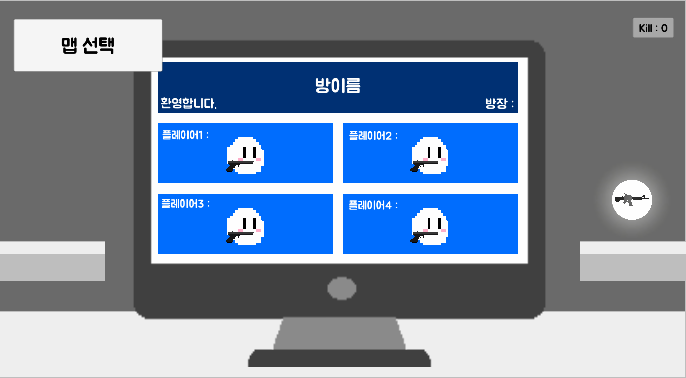 맵 선택
Kill : 0
방이름
환영합니다.
방장 :
플레이어1 :
플레이어2 :
플레이어3 :
플레이어4 :